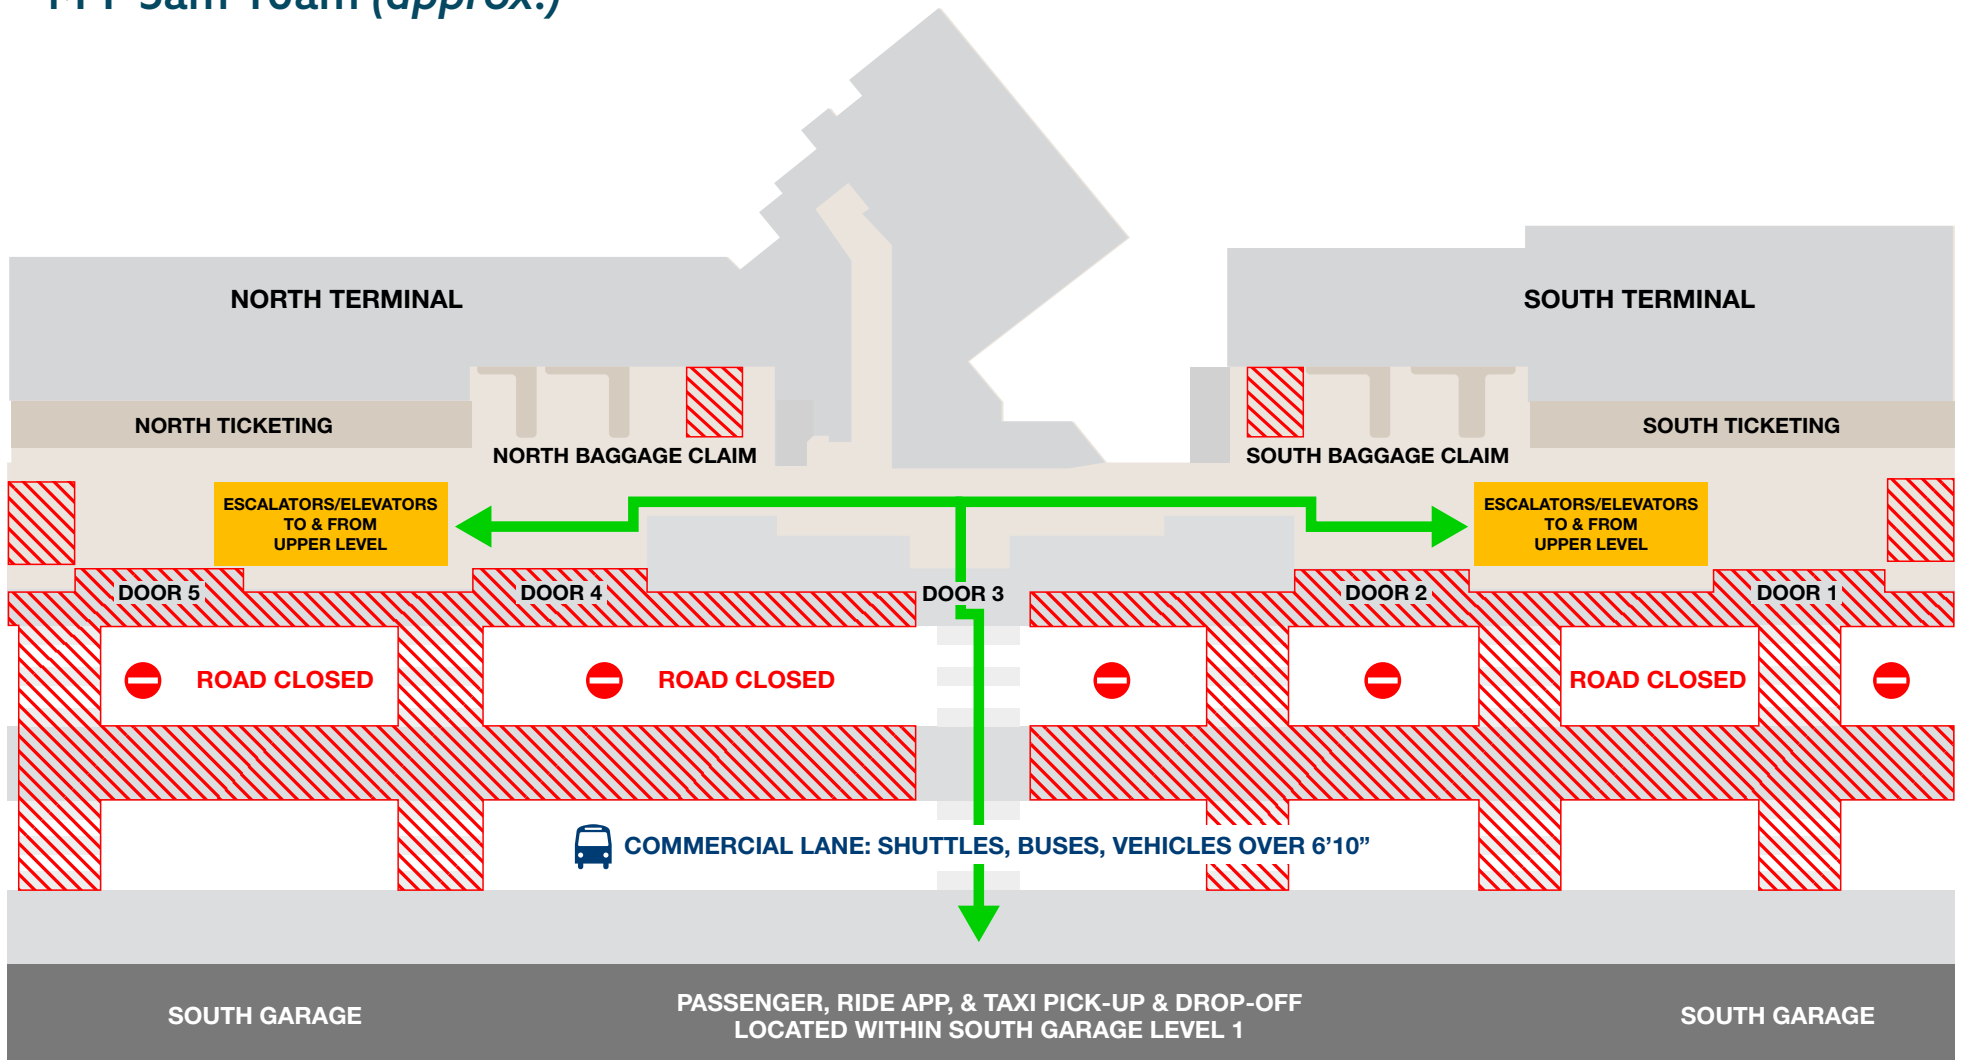 (approx.)
NORTH TERMINAL
SOUTH TERMINAL
NORTH TICKETING
SOUTH TICKETING
NORTH BAGGAGE CLAIM
SOUTH BAGGAGE CLAIM
ESCALATORS/ELEVATORS
TO & FROM
UPPER LEVEL
ESCALATORS/ELEVATORS
TO & FROM
UPPER LEVEL
DOOR 5
DOOR 4
DOOR 3
DOOR 2
DOOR 1
ROAD CLOSED
ROAD CLOSED
ROAD CLOSED
COMMERCIAL LANE: SHUTTLES, BUSES, VEHICLES OVER 6’10”
SOUTH GARAGE
PASSENGER, RIDE APP, & TAXI PICK-UP & DROP-OFF
LOCATED WITHIN SOUTH GARAGE LEVEL 1
SOUTH GARAGE